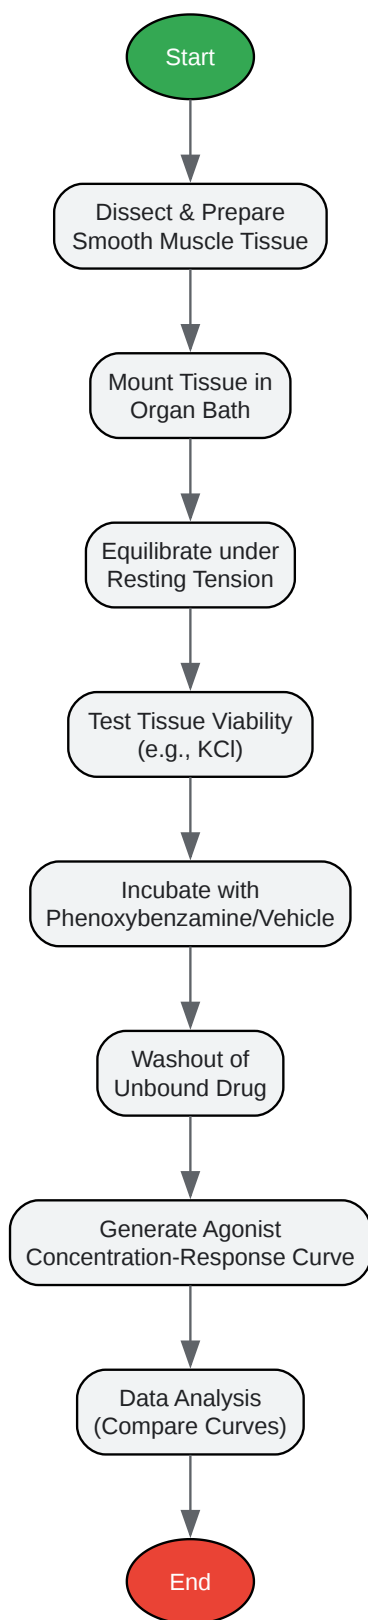 Start
Dissect & Prepare
Smooth Muscle Tissue
Mount Tissue in
Organ Bath
Equilibrate under
Resting Tension
Test Tissue Viability
(e.g., KCl)
Incubate with
Phenoxybenzamine/Vehicle
Washout of
Unbound Drug
Generate Agonist
Concentration-Response Curve
Data Analysis
(Compare Curves)
End